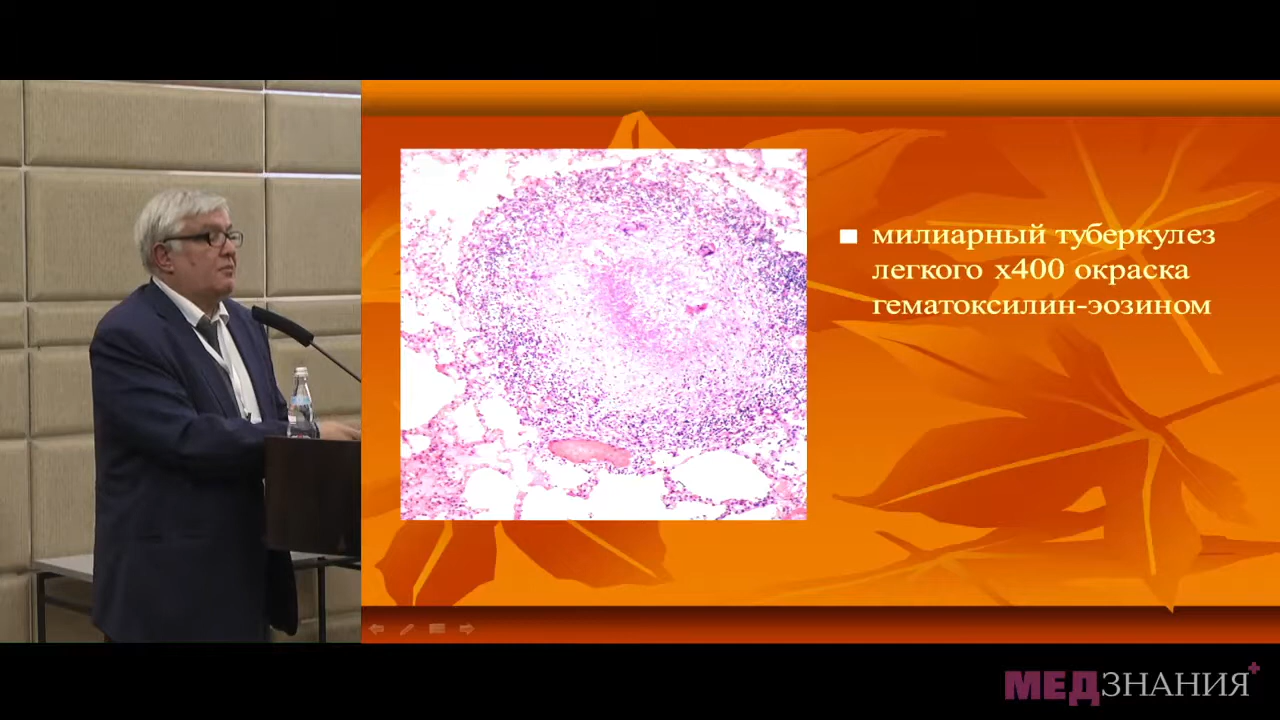 милиарный туберкулез
легкого х400 окраска
гематоксилин-эозином
МЕДЗНАНИЯ+